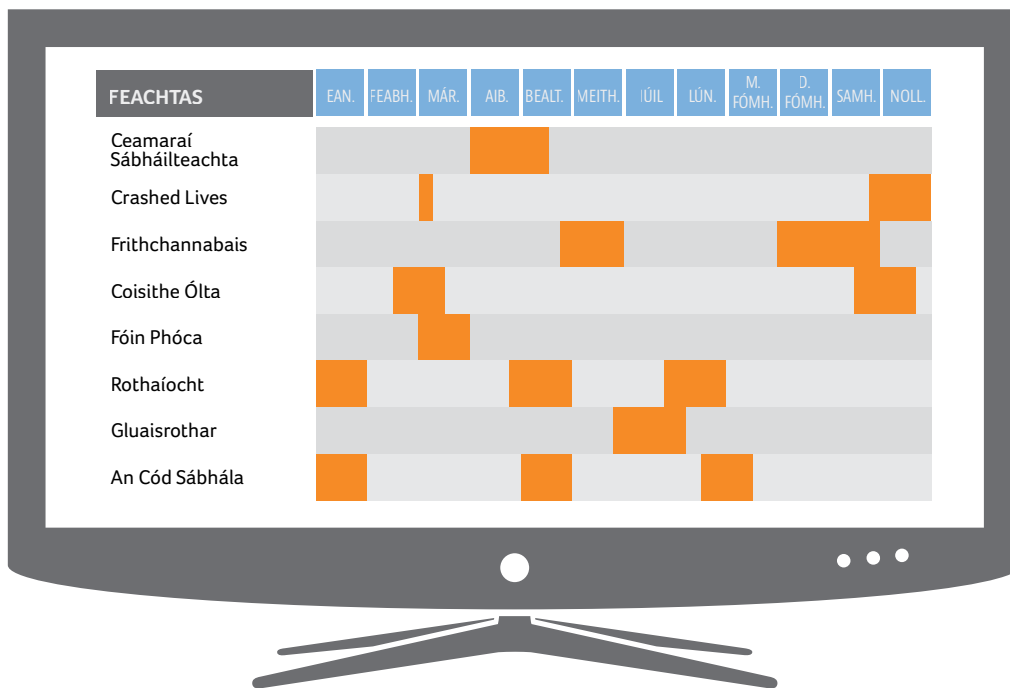 FEACHTAS EAN. FEABH. MÁR. AIB. BEALT. MEITH. IÚIL LÚN. M. FÓMH. D. FÓMH. SAMH. NOLL.
Ceamaraí
Sábháilteachta
Crashed Lives
Frithchannabais
Coisithe Ólta
Fóin Phóca
Rothaíocht
Gluaisrothar
An Cód Sábhála